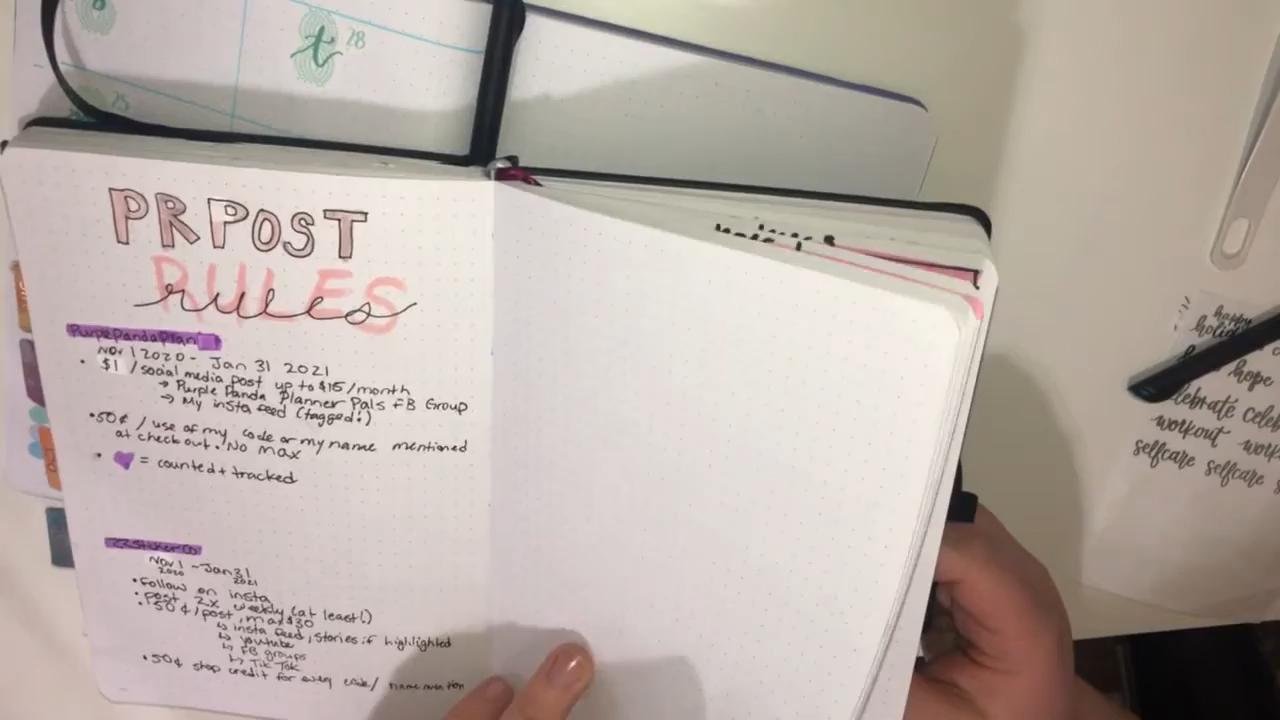 t 28
25
PR POST
RULES
rules
PurplePandaPlan
Nov 1 2020 - Jan 31 2021
• $1 / social media post up to $15/month
→ Purple Panda Planner Pals FB Group
→ My insta feed (tagged!)
• 50¢ / use of my code or my name mentioned
at checkout. No max
• = counted + tracked
Nov 1 - Jan 31
2020 2021
• Follow on insta
• post 2x weekly (at least!)
• 50¢/post, max $30
↳ insta feed, stories if highlighted
↳ youtube
↳ FB groups
↳ Tik Tok
• 50¢ shop credit for every code/ name mention
happy
hope
celebrate
workout
selfcare selfcare